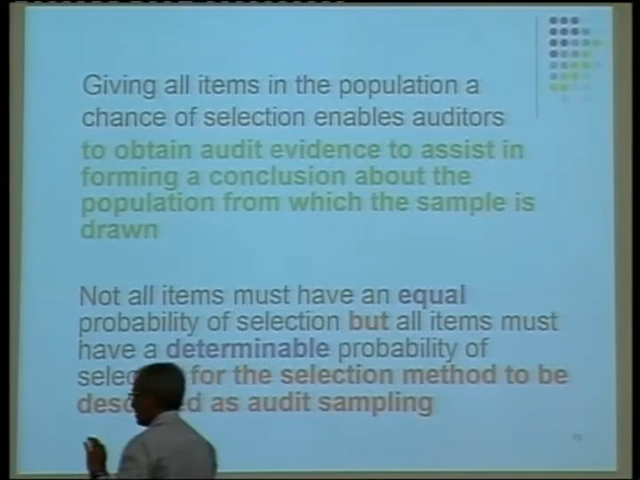 Giving all items in the population a
chance of selection enables auditors
to obtain audit evidence to assist in
forming a conclusion about the
population from which the sample is
drawn
Not all items must have an equal
probability of selection but all items must
have a determinable probability of
for the selection method to be
as audit sampling